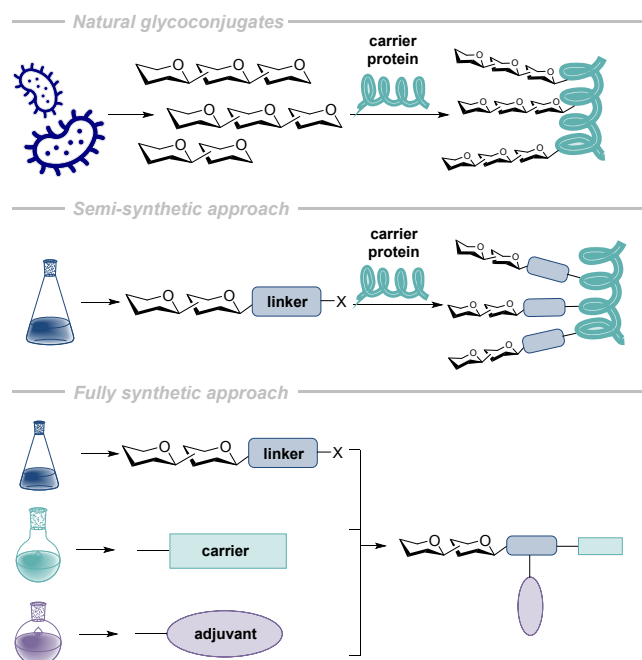 Natural glycoconjugates
O O O
carrier
protein
O O O
O O O
O O O
O O
O O O
Semi-synthetic approach
carrier
protein
O O
O O linker X
O O
O O
Fully synthetic approach
O O linker X
carrier
O O
adjuvant